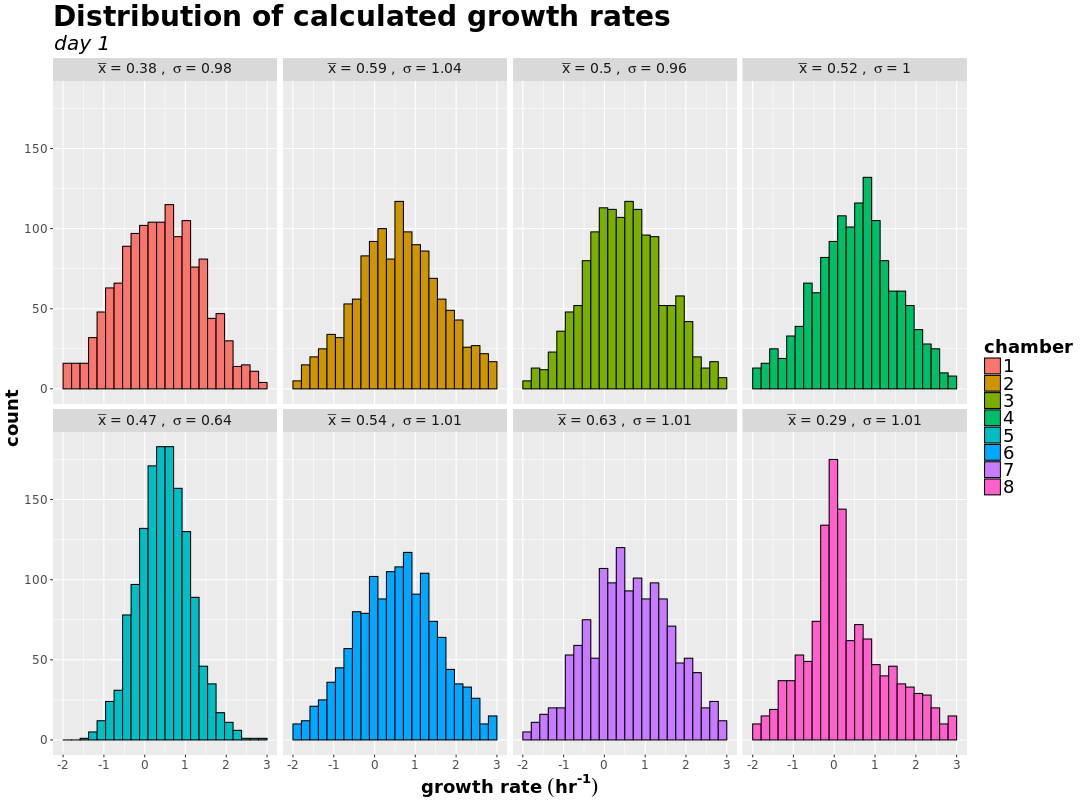 Distribution of calculated growth rates
day 1
x̅ = 0.38 , σ = 0.98
x̅ = 0.59 , σ = 1.04
x̅ = 0.5 , σ = 0.96
x̅ = 0.52 , σ = 1
150
100
50
0
x̅ = 0.47 , σ = 0.64
x̅ = 0.54 , σ = 1.01
x̅ = 0.63 , σ = 1.01
x̅ = 0.29 , σ = 1.01
150
100
50
0
-2 -1 0 1 2 3
-2 -1 0 1 2 3
-2 -1 0 1 2 3
-2 -1 0 1 2 3
count
growth rate (hr⁻¹)
chamber
1
2
3
4
5
6
7
8